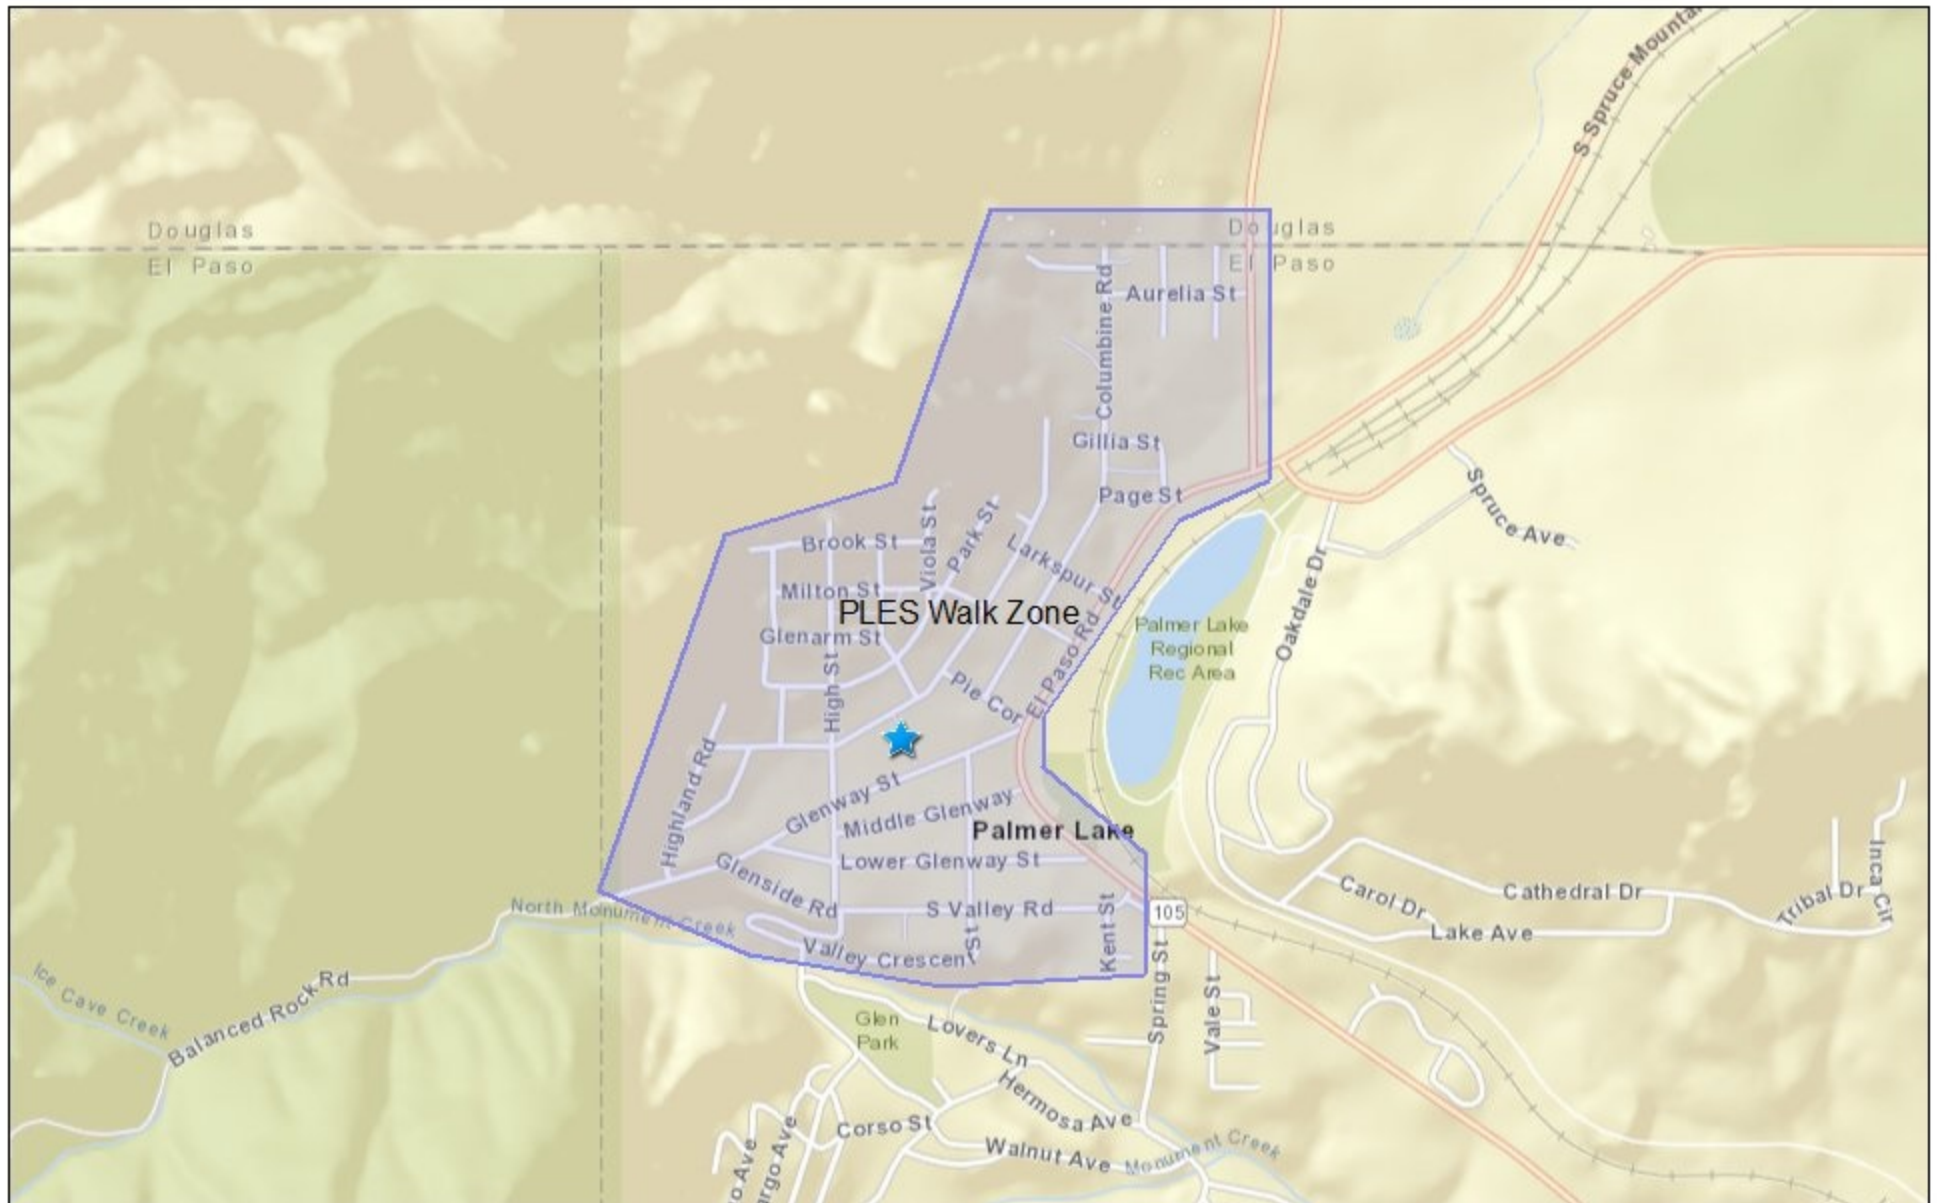 S Spruce Mounta
Douglas
El Paso
Douglas
El Paso
Columbine Rd
Aurelia St
Gillia St
Page St
Spruce Ave
Brook St
Viola St
Park St
Larkspur St
Milton St
PLES Walk Zone
Glenarm St
High St
El Paso Rd
Pie Cor
Palmer Lake
Regional
Rec Area
Oakdale Dr
Highland Rd
Glenway St
Middle Glenway
Palmer Lake
Lower Glenway St
Glenside Rd
S Valley Rd
St
Kent St
Valley Crescent
105
North Monument Creek
Carol Dr
Cathedral Dr
Lake Ave
Tribal Dr
Inca Cir
Ice Cave Creek
Balanced Rock Rd
Glen
Park
Lovers Ln
Spring St
Vale St
Hermosa Ave
Corso St
Walnut Ave
Monument Creek
o Ave
rgo Ave